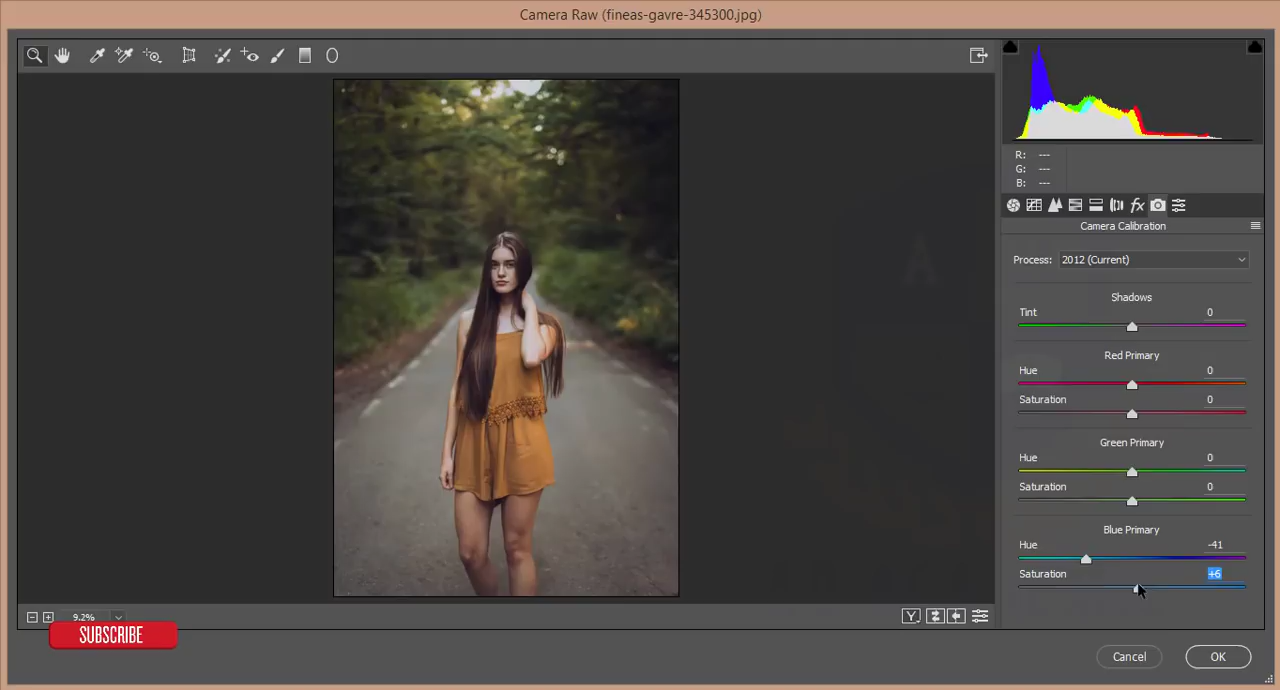 Camera Raw (fineas-gavre-345300.jpg)
R: ---
G: ---
B: ---
fx
Camera Calibration
Process: 2012 (Current)
Shadows
Tint 0
Red Primary
Hue 0
Saturation 0
Green Primary
Hue 0
Saturation 0
Blue Primary
Hue -41
Saturation +6
9.2%
Y
SUBSCRIBE
Cancel
OK